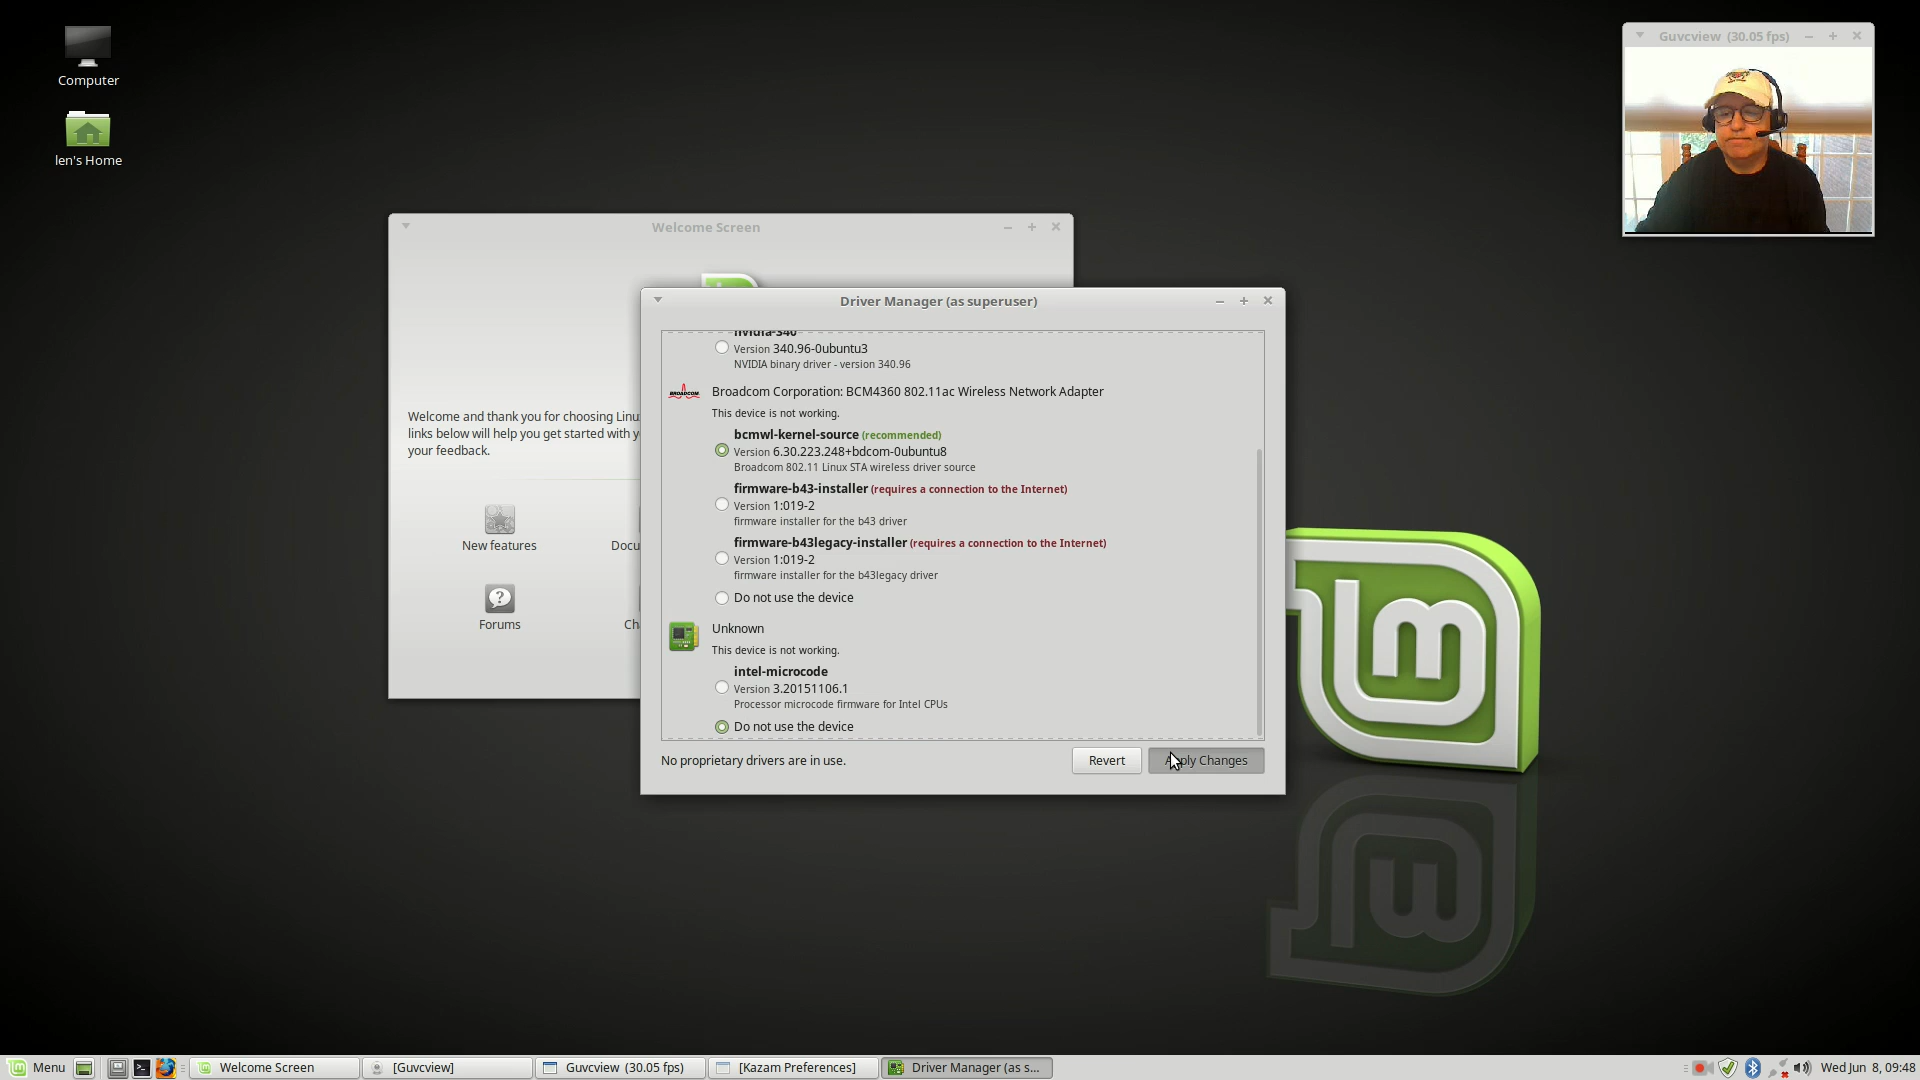 Computer
len's Home
Guvcview (30.05 fps)
Welcome Screen
Welcome and thank you for choosing Linu
links below will help you get started with y
your feedback.
New features
Docu
Forums
Ch
Driver Manager (as superuser)
nvidia-340
Version 340.96-0ubuntu3
NVIDIA binary driver - version 340.96
BROADCOM
Broadcom Corporation: BCM4360 802.11ac Wireless Network Adapter
This device is not working.
bcmwl-kernel-source (recommended)
Version 6.30.223.248+bdcom-0ubuntu8
Broadcom 802.11 Linux STA wireless driver source
firmware-b43-installer (requires a connection to the Internet)
Version 1:019-2
firmware installer for the b43 driver
firmware-b43legacy-installer (requires a connection to the Internet)
Version 1:019-2
firmware installer for the b43legacy driver
Do not use the device
Unknown
This device is not working.
intel-microcode
Version 3.20151106.1
Processor microcode firmware for Intel CPUs
Do not use the device
No proprietary drivers are in use.
Revert
Apply Changes
Menu
Welcome Screen
[Guvcview]
Guvcview (30.05 fps)
[Kazam Preferences]
Driver Manager (as s...
Wed Jun 8, 09:48